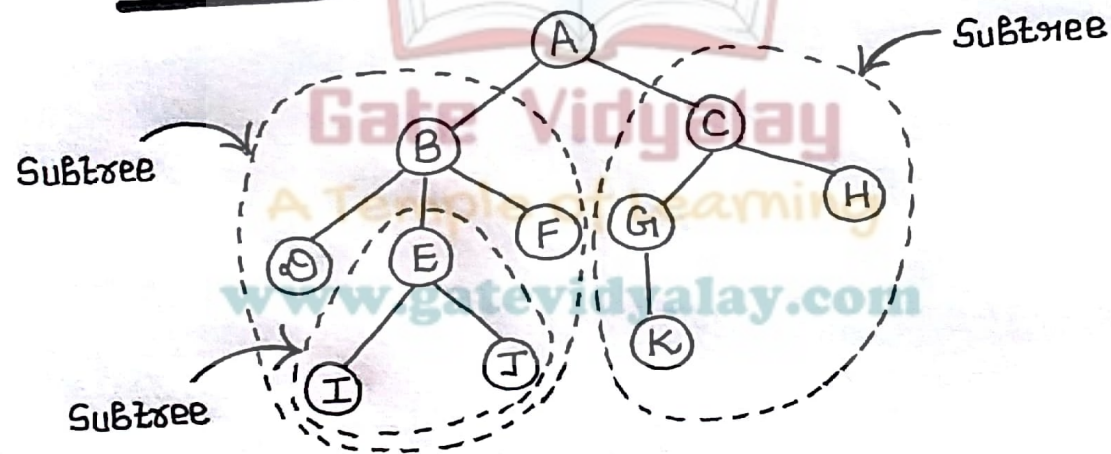 Subtree
A
Gate Vidyalay
C
B
Subtree
H
A Temple of Learning
G
F
D
E
www.gatevidyalay.com
K
J
I
Subtree